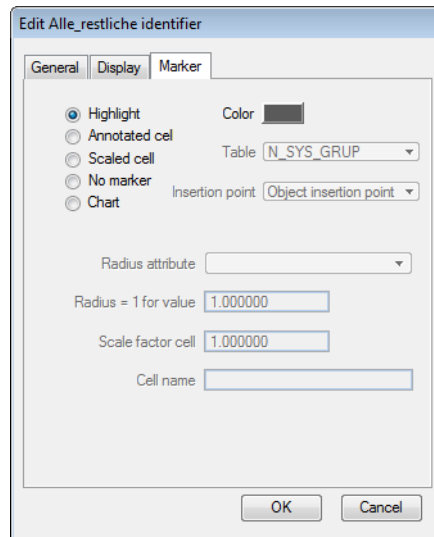 Edit Alle_restliche identifier
General Display Marker
Highlight Color
Annotated cel
Table N_SYS_GRUP
Scaled cell
No marker
Insertion point Object insertion point
Chart
Radius attribute
Radius = 1 for value 1.000000
Scale factor cell 1.000000
Cell name
OK Cancel